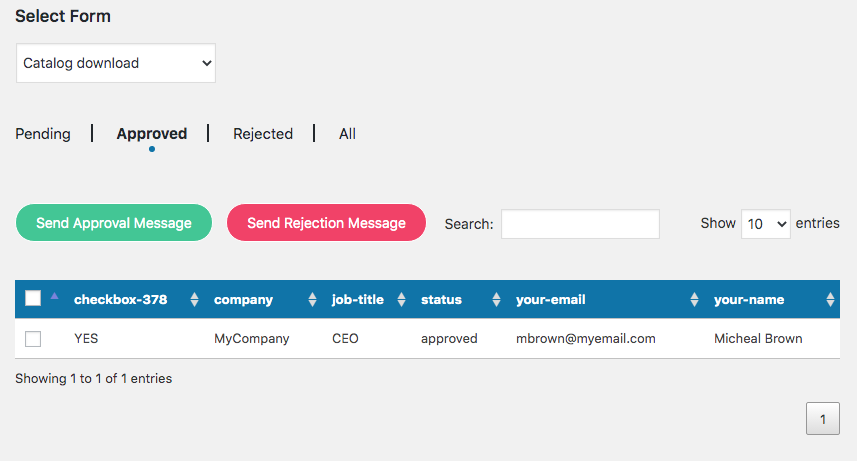 Select Form
Catalog download
Pending | Approved | Rejected | All
Send Approval Message Send Rejection Message Search: Show 10 entries
checkbox-378 company job-title status your-email your-name
YES MyCompany CEO approved mbrown@myemail.com Micheal Brown
Showing 1 to 1 of 1 entries
1